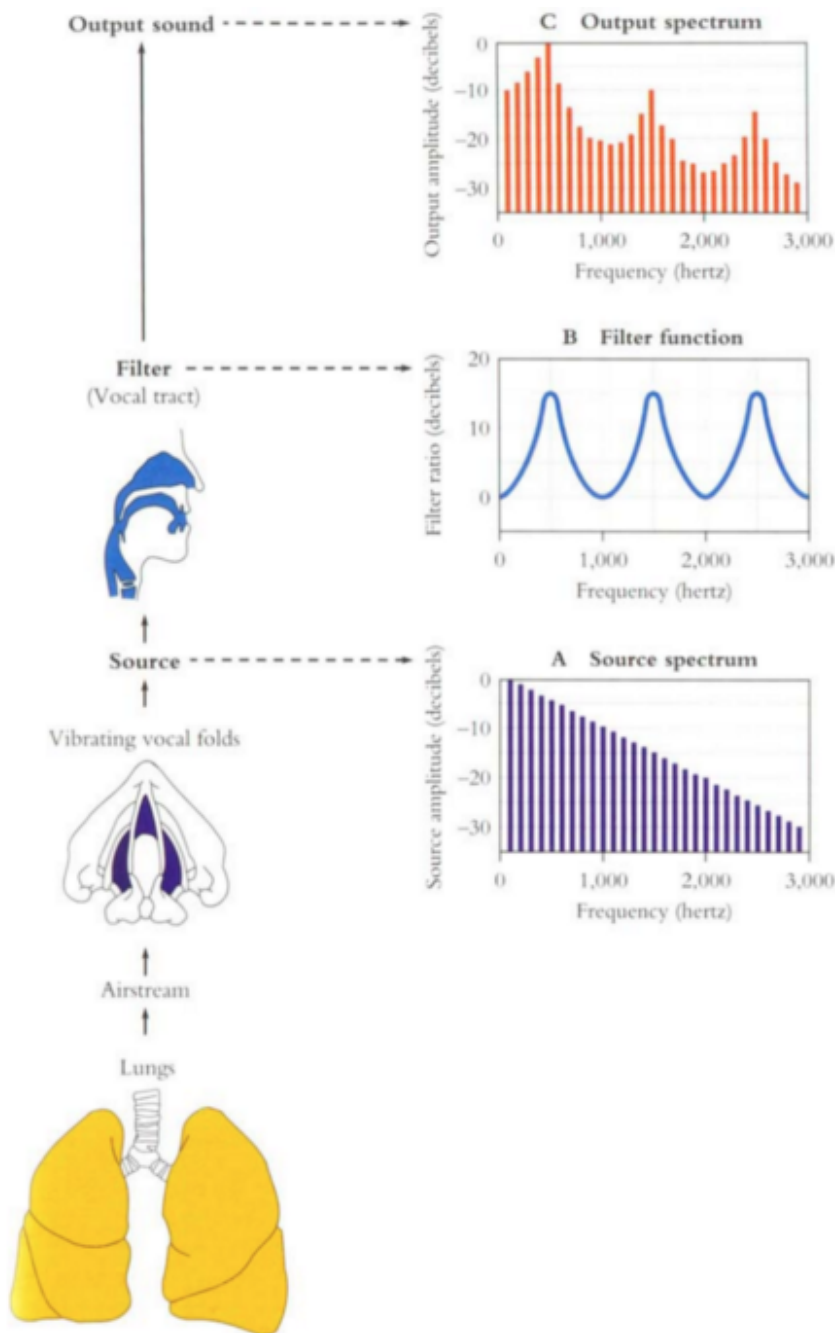 Output sound
C Output spectrum
Output amplitude (decibels)
0
−10
−20
−30
0 1,000 2,000 3,000
Frequency (hertz)
Filter
(Vocal tract)
B Filter function
Filter ratio (decibels)
20
10
0
0 1,000 2,000 3,000
Frequency (hertz)
Source
A Source spectrum
Source amplitude (decibels)
0
−10
−20
−30
0 1,000 2,000 3,000
Frequency (hertz)
Vibrating vocal folds
Airstream
Lungs